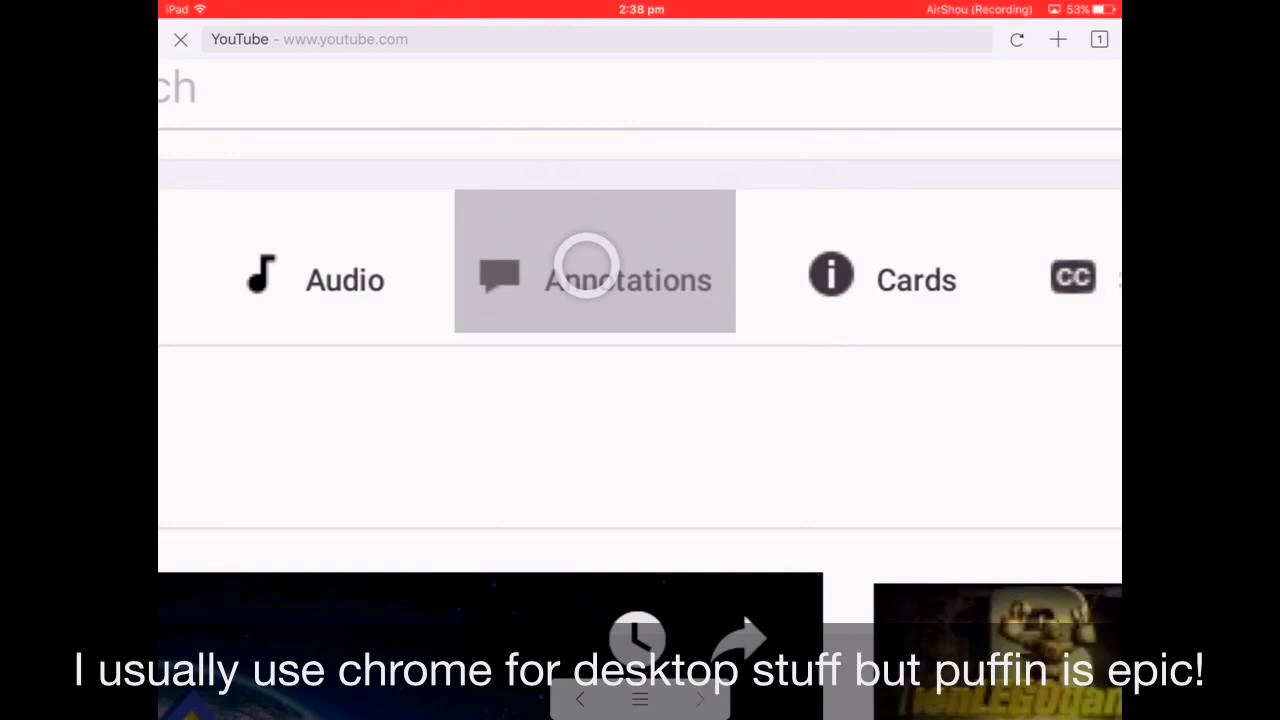 iPad
2:38 pm
AirShou (Recording)
53%
YouTube - www.youtube.com
1
ch
Audio
Annotations
Cards
CC
I usually use chrome for desktop stuff but puffin is epic!